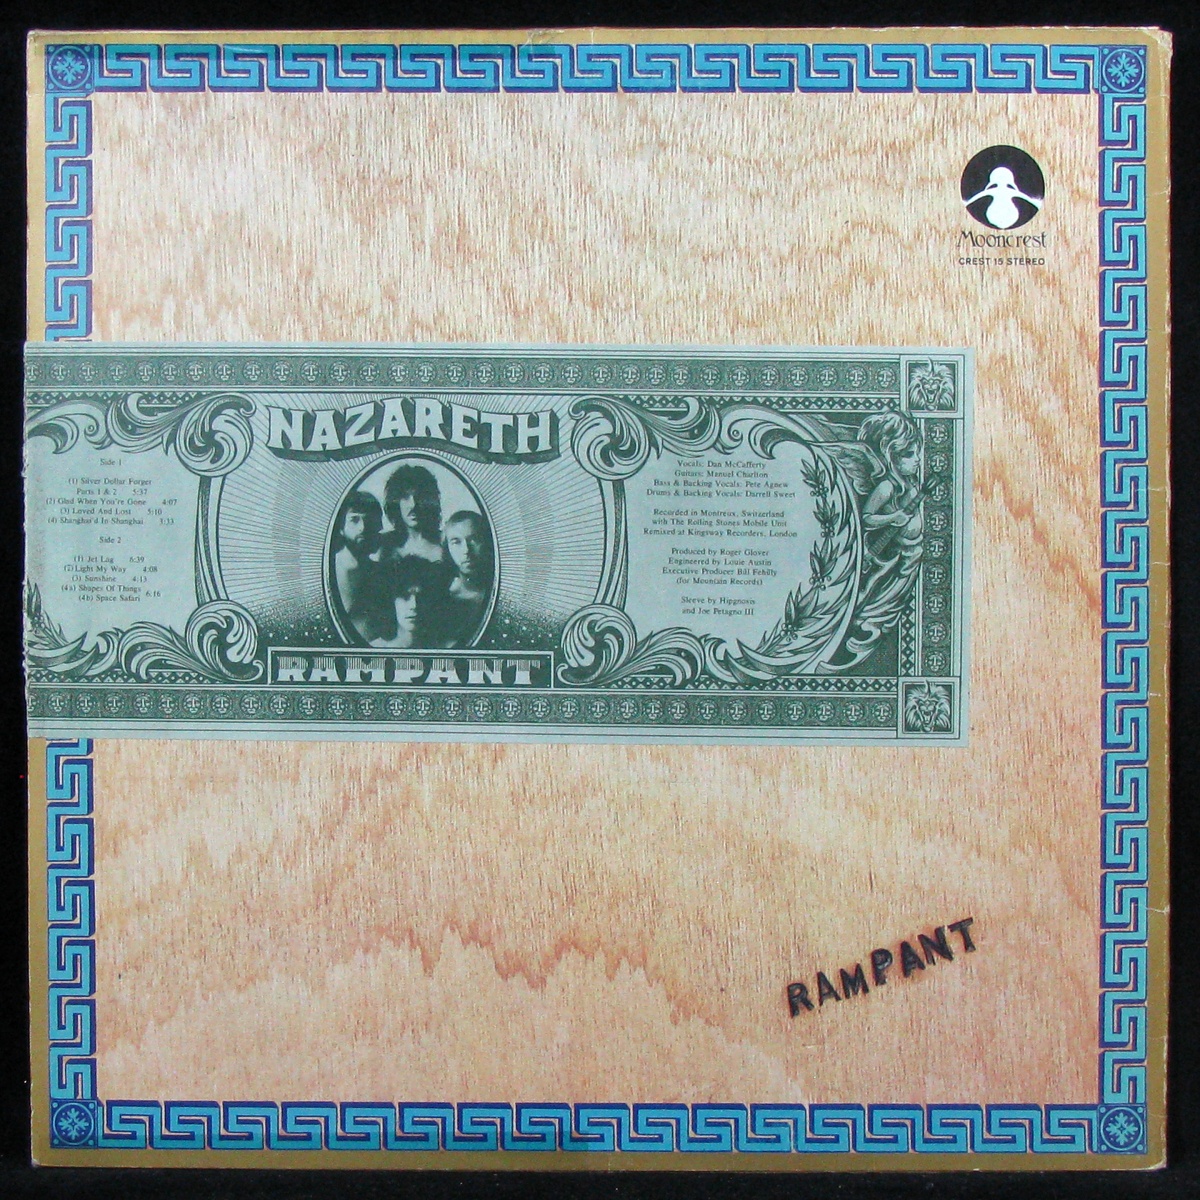 Mooncrest
CREST 15 STEREO
NAZARETH
Side 1
(1) Silver Dollar Forger
Parts 1 & 2 5:37
(2) Glad When You're Gone 4:07
(3) Loved And Lost 5:10
(4) Shanghai'd In Shanghai 3:33
Side 2
(1) Jet Lag 6:39
(2) Light My Way 4:08
(3) Sunshine 4:13
(4a) Shapes Of Things
(4b) Space Safari 6:16
Vocals: Dan McCafferty
Guitars: Manuel Charlton
Bass & Backing Vocals: Pete Agnew
Drums & Backing Vocals: Darrell Sweet
Recorded in Montreux, Switzerland
with The Rolling Stones Mobile Unit
Remixed at Kingsway Recorders, London
Produced by Roger Glover
Engineered by Louie Austin
Executive Producer Bill Fehilly
(for Mountain Records)
Sleeve by Hipgnosis
and Joe Petagno III
RAMPANT
RAMPANT